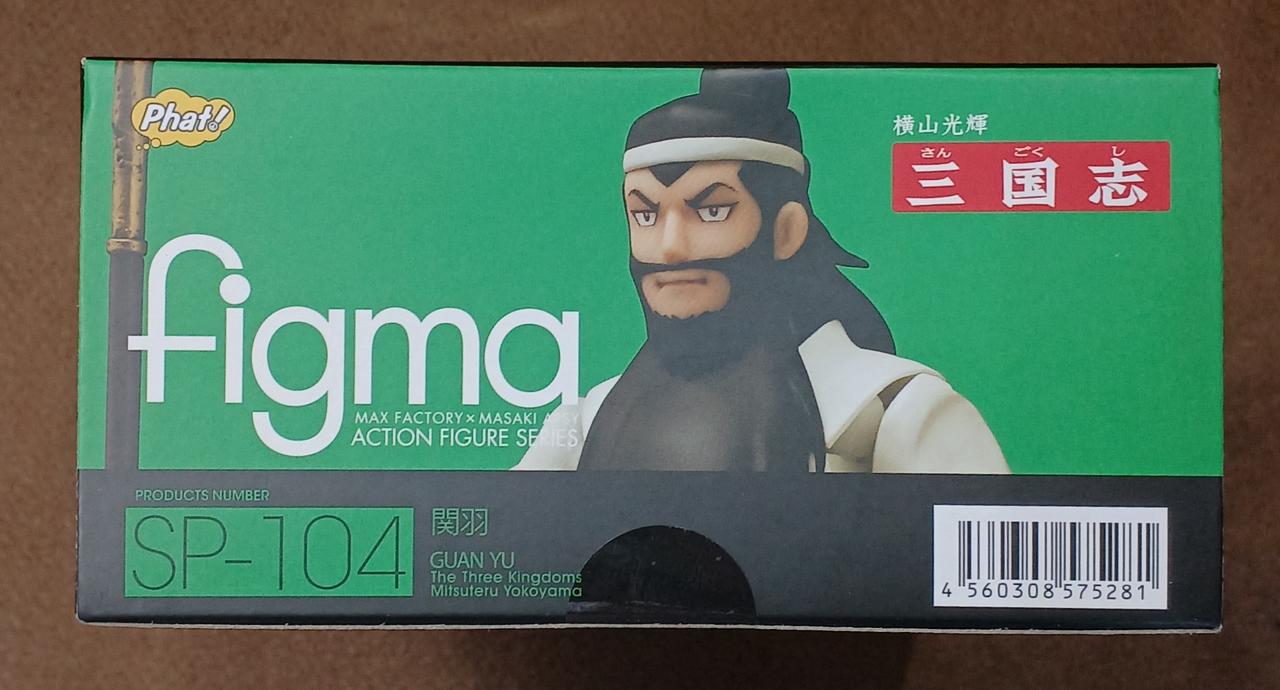 Phat!
横山光輝
さん ごく し
三国志
figma
MAX FACTORY × MASAKI APSY
ACTION FIGURE SERIES
PRODUCTS NUMBER
SP-104
関羽
GUAN YU
The Three Kingdoms
Mitsuteru Yokoyama
4 560308 575281